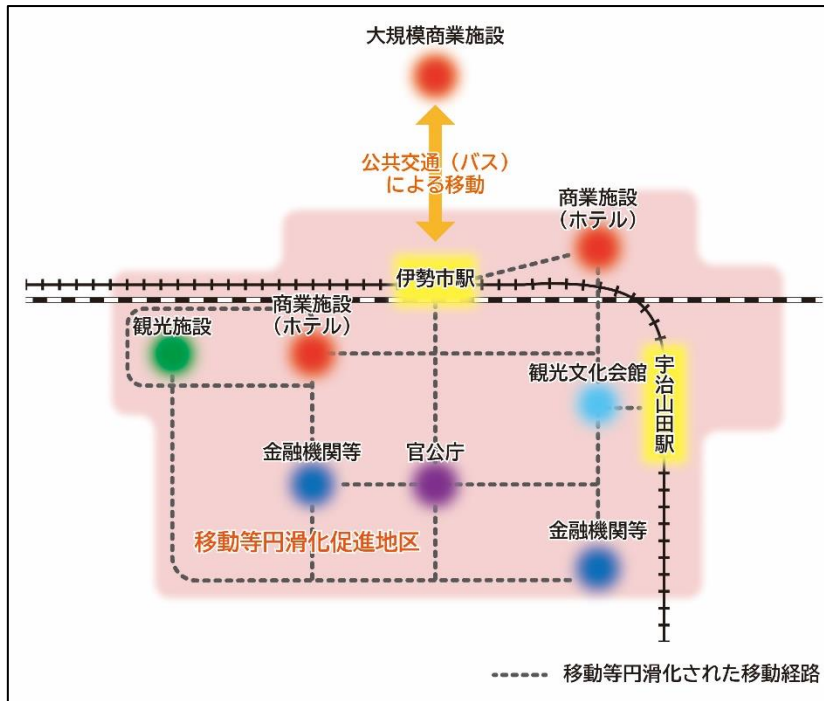 大規模商業施設
公共交通（バス）
による移動
商業施設
（ホテル）
伊勢市駅
観光施設
商業施設
（ホテル）
観光文化会館
宇治山田駅
金融機関等
官公庁
移動等円滑化促進地区
金融機関等
移動等円滑化された移動経路